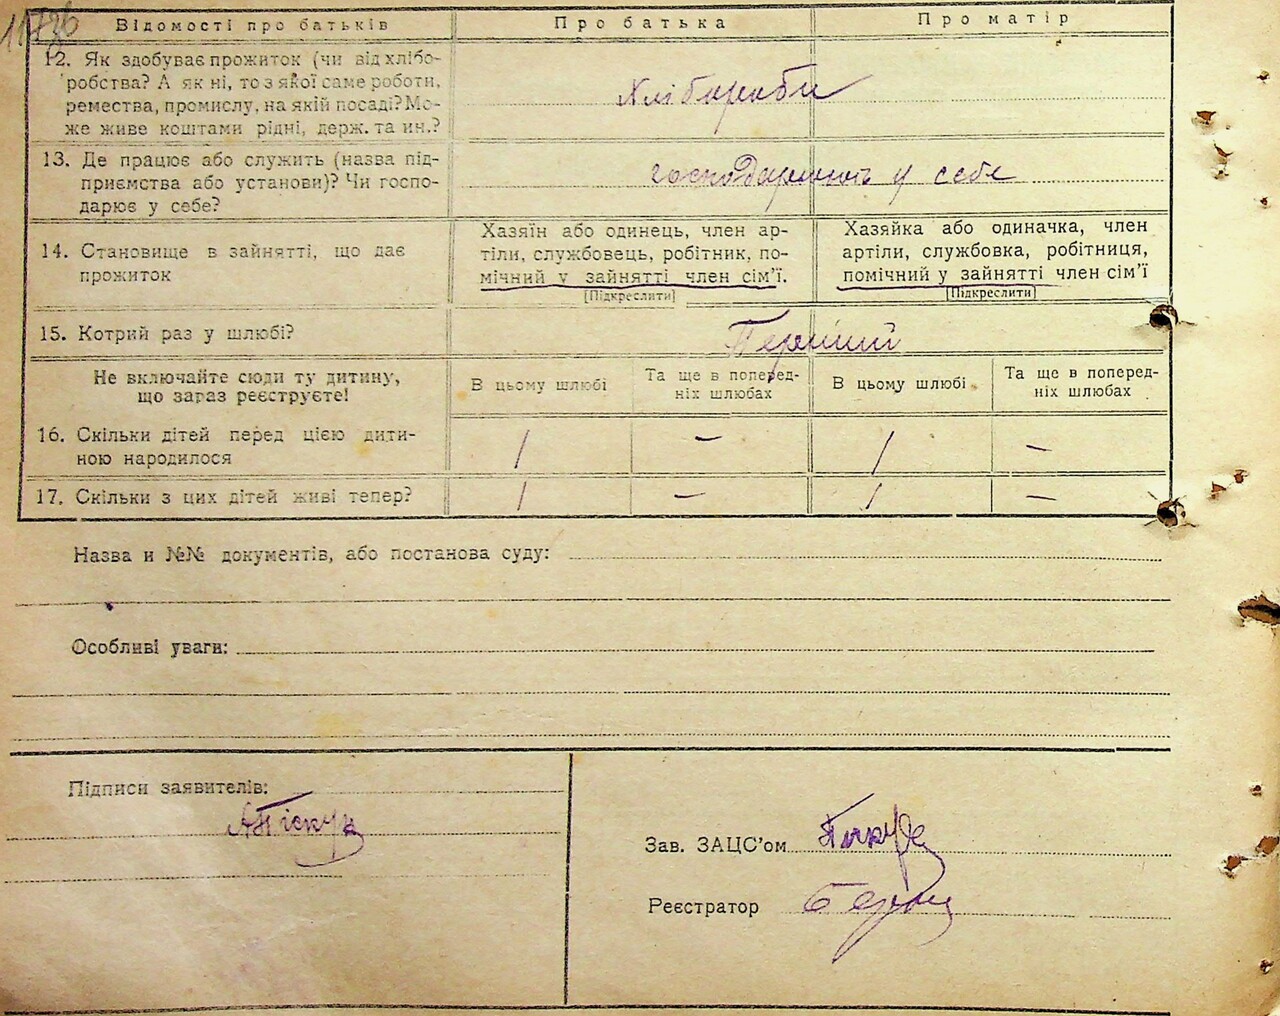 Відомості про батьків
Про батька
Про матір
12. Як здобуває прожиток (чи від хлібо-
робства? А як ні, то з якої саме роботи,
ремества, промислу, на якій посаді? Мо-
же живе коштами рідні, держ. та ин.?
Хлібороби
13. Де працює або служить (назва під-
приємства або установи)? Чи госпо-
дарює у себе?
господарюють у себе
14. Становище в зайнятті, що дає
прожиток
Хазяїн або одинець, член ар-
тілі, службовець, робітник, по-
мічний у зайнятті член сім'ї.
[Підкреслити]
Хазяйка або одиначка, член
артіли, службовка, робітниця,
помічний у зайнятті член сім'ї
[Підкреслити]
15. Котрий раз у шлюбі?
Перший
Не включайте сюди ту дитину,
що зараз реєструєте!
В цьому шлюбі
Та ще в поперед-
ніх шлюбах
В цьому шлюбі
Та ще в поперед-
ніх шлюбах
16. Скільки дітей перед цією дити-
ною народилося
1 — 1 —
17. Скільки з цих дітей живі тепер?
1 — 1 —
Назва и №№ документів, або постанова суду:
Особливі уваги:
Підписи заявителів:
Зав. ЗАЦС'ом
Реєстратор